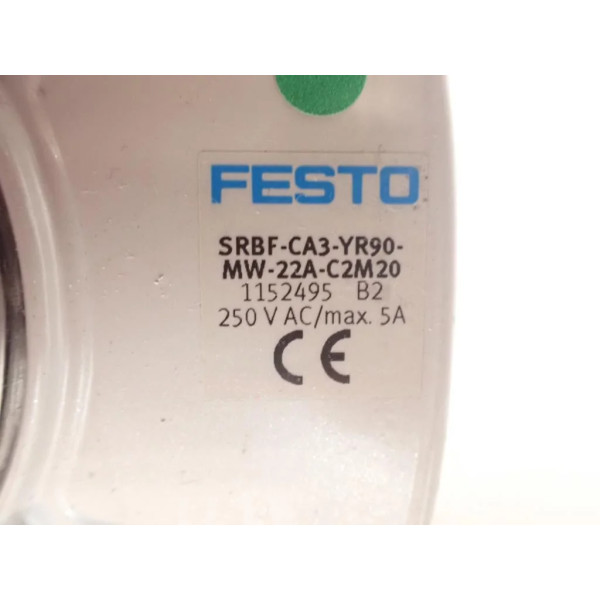 FESTO
SRBF-CA3-YR90-
MW-22A-C2M20
1152495 B2
250 V AC/max. 5A
CE